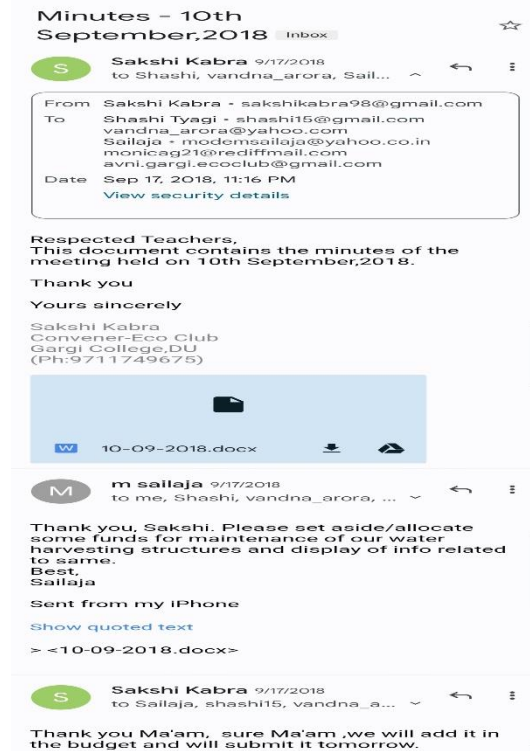 Minutes - 10th
September,2018 Inbox
S
Sakshi Kabra 9/17/2018
to Shashi, vandna_arora, Sail...
From Sakshi Kabra • sakshikabra98@gmail.com
To Shashi Tyagi • shashi15@gmail.com
vandna_arora@yahoo.com
Sailaja • modemsailaja@yahoo.co.in
monicag21@rediffmail.com
avni.gargi.ecoclub@gmail.com
Date Sep 17, 2018, 11:16 PM
View security details
Respected Teachers,
This document contains the minutes of the
meeting held on 10th September,2018.
Thank you
Yours sincerely
Sakshi Kabra
Convener-Eco Club
Gargi College,DU
(Ph:9711749675)
W 10-09-2018.docx
M
m sailaja 9/17/2018
to me, Shashi, vandna_arora, ...
Thank you, Sakshi. Please set aside/allocate
some funds for maintenance of our water
harvesting structures and display of info related
to same.
Best,
Sailaja
Sent from my iPhone
Show quoted text
> <10-09-2018.docx>
S
Sakshi Kabra 9/17/2018
to Sailaja, shashi15, vandna_a...
Thank you Ma'am, sure Ma'am ,we will add it in
the budget and will submit it tomorrow.